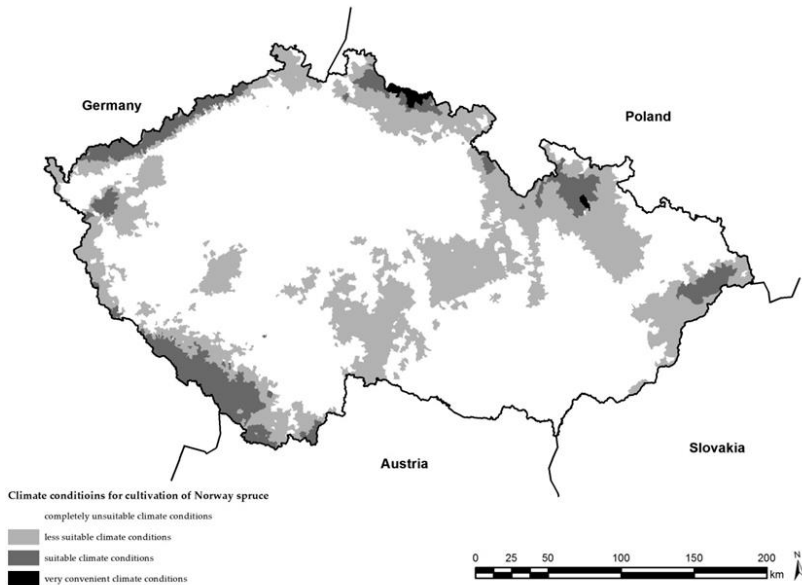 Germany
Poland
Slovakia
Austria
Climate conditioins for cultivation of Norway spruce
completely unsuitable climate conditions
less suitable climate conditions
suitable climate conditions
very convenient climate conditions
0 25 50 100 150 200
km
N